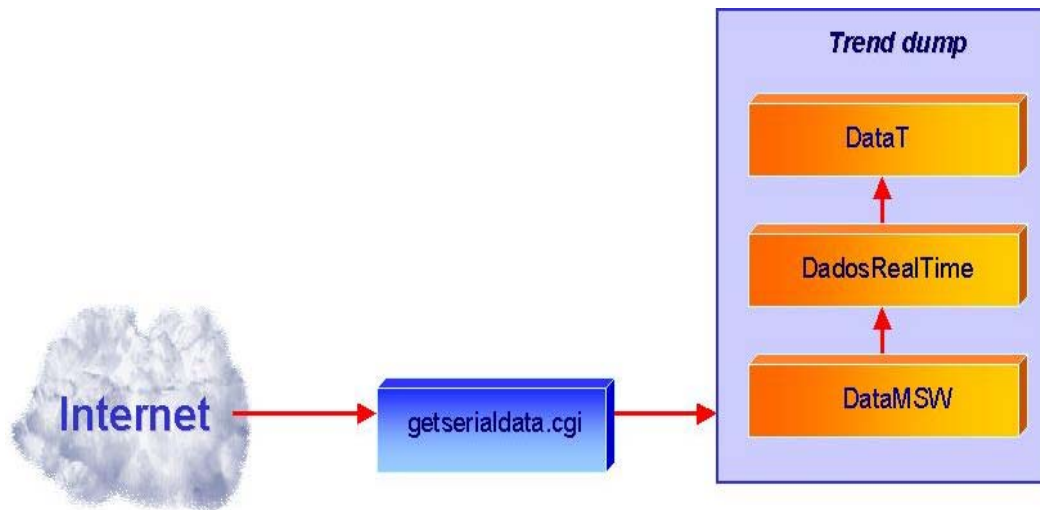 Trend dump
DataT
DadosRealTime
DataMSW
Internet
getserialdata.cgi